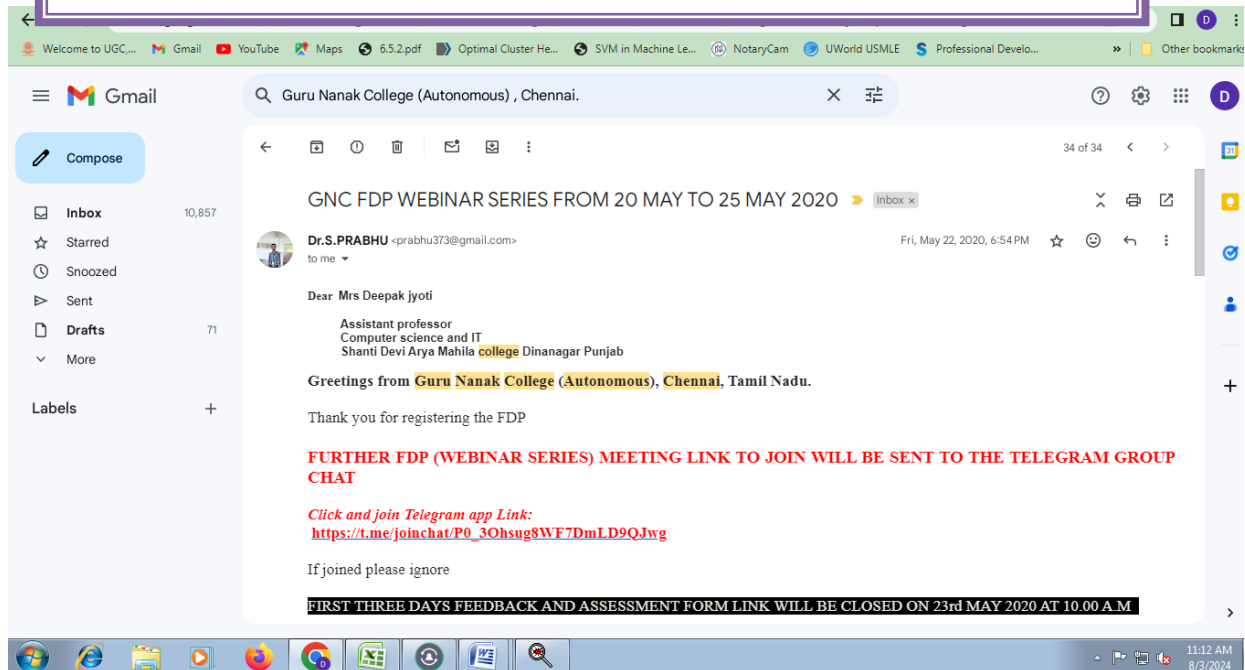 Welcome to UGC,... Gmail YouTube Maps 6.5.2.pdf Optimal Cluster He... SVM in Machine Le... NotaryCam UWorld USMLE Professional Develo... » Other bookmarks
D
Gmail
Guru Nanak College (Autonomous) , Chennai.
D
Compose
34 of 34
Inbox 10,857
Starred
Snoozed
Sent
Drafts 71
More
Labels +
GNC FDP WEBINAR SERIES FROM 20 MAY TO 25 MAY 2020 Inbox x
Dr.S.PRABHU <prabhu373@gmail.com> Fri, May 22, 2020, 6:54 PM
to me
Dear Mrs Deepak jyoti
Assistant professor
Computer science and IT
Shanti Devi Arya Mahila college Dinanagar Punjab
Greetings from Guru Nanak College (Autonomous), Chennai, Tamil Nadu.
Thank you for registering the FDP
FURTHER FDP (WEBINAR SERIES) MEETING LINK TO JOIN WILL BE SENT TO THE TELEGRAM GROUP
CHAT
Click and join Telegram app Link:
https://t.me/joinchat/P0_3Ohsug8WF7DmLD9QJwg
If joined please ignore
FIRST THREE DAYS FEEDBACK AND ASSESSMENT FORM LINK WILL BE CLOSED ON 23rd MAY 2020 AT 10.00 A.M
31
11:12 AM
8/3/2024